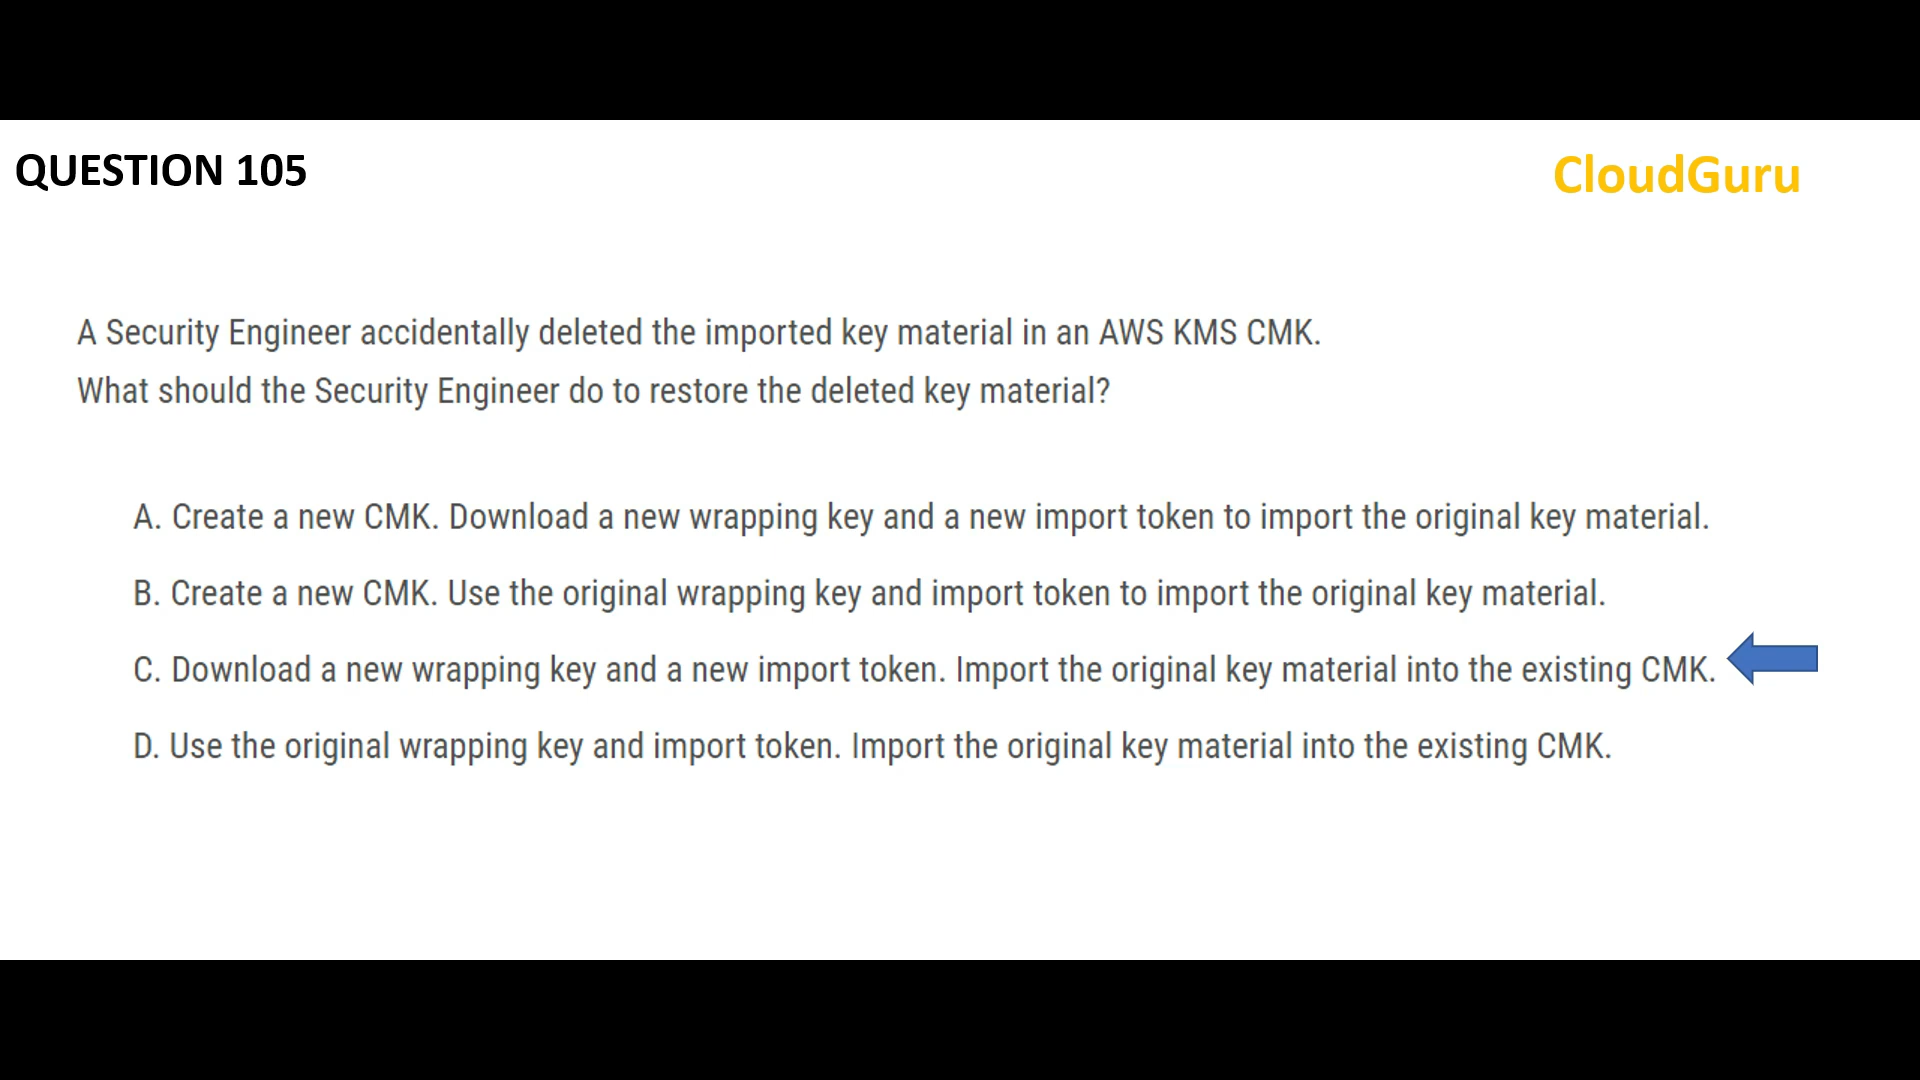 QUESTION 105
CloudGuru
A Security Engineer accidentally deleted the imported key material in an AWS KMS CMK.
What should the Security Engineer do to restore the deleted key material?
A. Create a new CMK. Download a new wrapping key and a new import token to import the original key material.
B. Create a new CMK. Use the original wrapping key and import token to import the original key material.
C. Download a new wrapping key and a new import token. Import the original key material into the existing CMK.
D. Use the original wrapping key and import token. Import the original key material into the existing CMK.